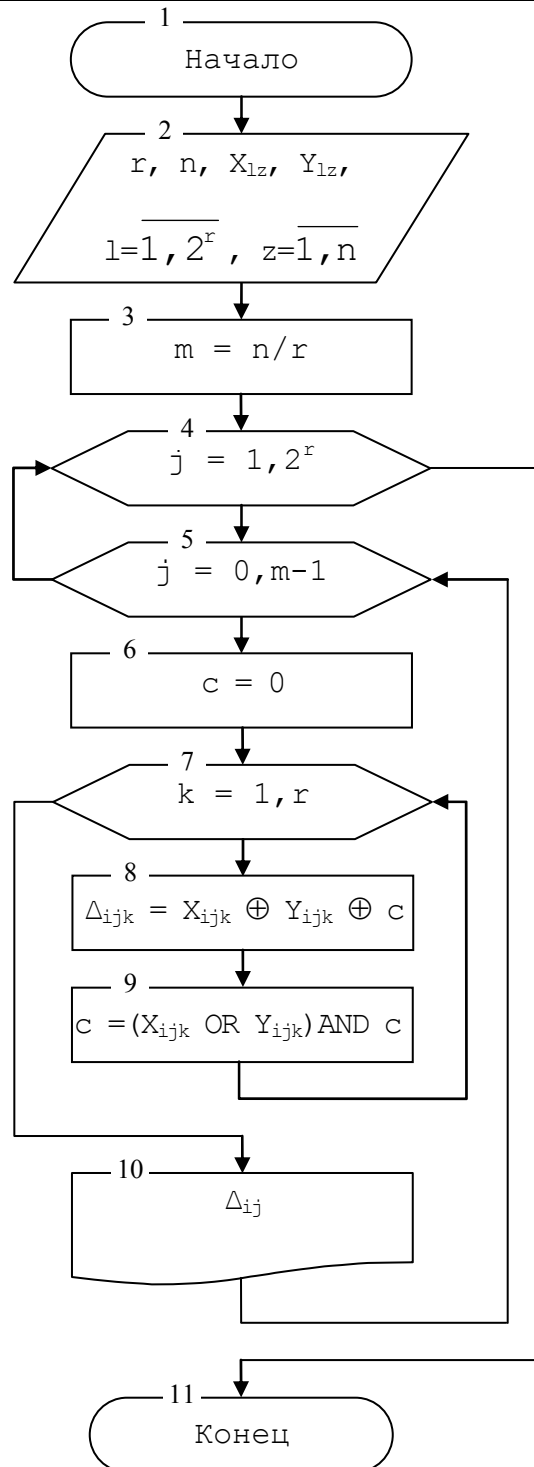 1
Начало
2
r, n, X_lz, Y_lz,
l=1,2^r , z=1,n
3
m = n/r
4
j = 1,2^r
5
j = 0,m-1
6
c = 0
7
k = 1,r
8
Δ_ijk = X_ijk ⊕ Y_ijk ⊕ c
9
c =(X_ijk OR Y_ijk)AND c
10
Δ_ij
11
Конец